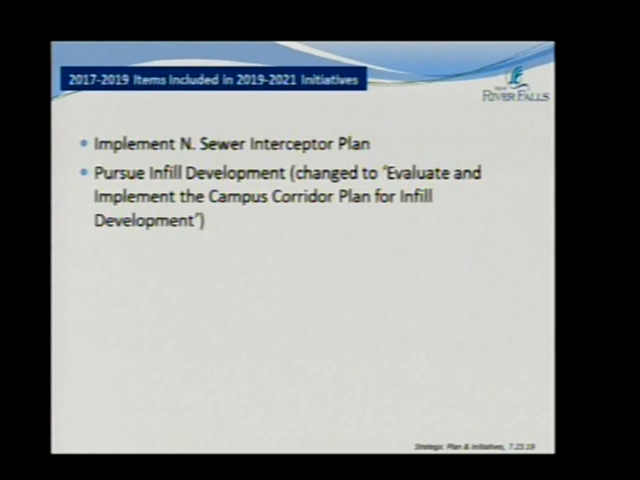 2017-2019 Items Included in 2019-2021 Initiatives
RIVER FALLS
• Implement N. Sewer Interceptor Plan
• Pursue Infill Development (changed to ‘Evaluate and
Implement the Campus Corridor Plan for Infill
Development’)
Strategic Plan & Initiatives, 7.23.19